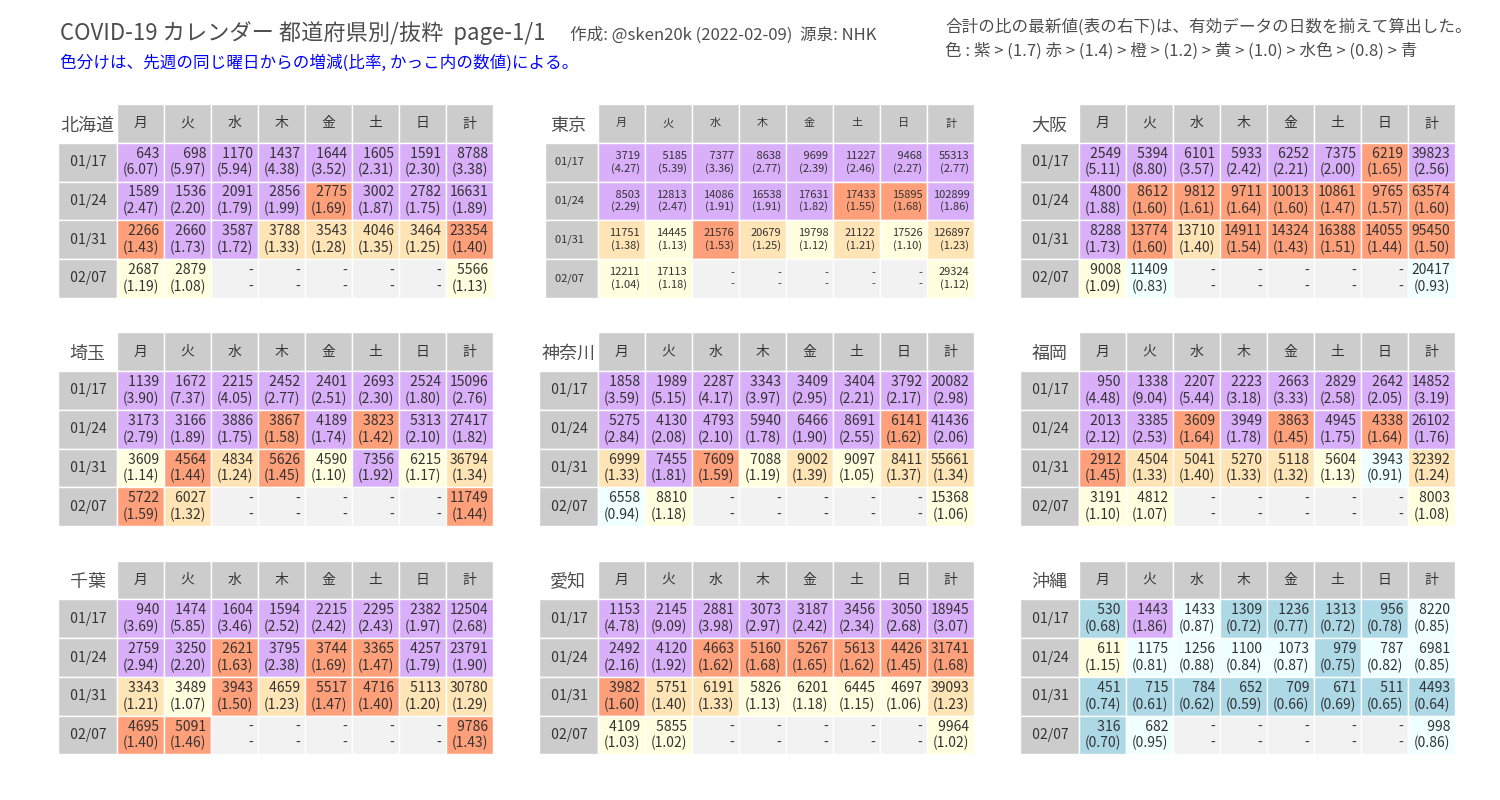 COVID-19 カレンダー 都道府県別/抜粋 page-1/1 作成: @sken20k (2022-02-09) 源泉: NHK
色分けは、先週の同じ曜日からの増減(比率, かっこ内の数値)による。
合計の比の最新値(表の右下)は、有効データの日数を揃えて算出した。
色 : 紫 > (1.7) 赤 > (1.4) > 橙 > (1.2) > 黄 > (1.0) > 水色 > (0.8) > 青
北海道 月 火 水 木 金 土 日 計
01/17 643 698 1170 1437 1644 1605 1591 8788
(6.07) (5.97) (5.94) (4.38) (3.52) (2.31) (2.30) (3.38)
01/24 1589 1536 2091 2856 2775 3002 2782 16631
(2.47) (2.20) (1.79) (1.99) (1.69) (1.87) (1.75) (1.89)
01/31 2266 2660 3587 3788 3543 4046 3464 23354
(1.43) (1.73) (1.72) (1.33) (1.28) (1.35) (1.25) (1.40)
02/07 2687 2879 - - - - - 5566
(1.19) (1.08) - - - - - (1.13)
東京 月 火 水 木 金 土 日 計
01/17 3719 5185 7377 8638 9699 11227 9468 55313
(4.27) (5.39) (3.36) (2.77) (2.39) (2.46) (2.27) (2.77)
01/24 8503 12813 14086 16538 17631 17433 15895 102899
(2.29) (2.47) (1.91) (1.91) (1.82) (1.55) (1.68) (1.86)
01/31 11751 14445 21576 20679 19798 21122 17526 126897
(1.38) (1.13) (1.53) (1.25) (1.12) (1.21) (1.10) (1.23)
02/07 12211 17113 - - - - - 29324
(1.04) (1.18) - - - - - (1.12)
大阪 月 火 水 木 金 土 日 計
01/17 2549 5394 6101 5933 6252 7375 6219 39823
(5.11) (8.80) (3.57) (2.42) (2.21) (2.00) (1.65) (2.56)
01/24 4800 8612 9812 9711 10013 10861 9765 63574
(1.88) (1.60) (1.61) (1.64) (1.60) (1.47) (1.57) (1.60)
01/31 8288 13774 13710 14911 14324 16388 14055 95450
(1.73) (1.60) (1.40) (1.54) (1.43) (1.51) (1.44) (1.50)
02/07 9008 11409 - - - - - 20417
(1.09) (0.83) - - - - - (0.93)
埼玉 月 火 水 木 金 土 日 計
01/17 1139 1672 2215 2452 2401 2693 2524 15096
(3.90) (7.37) (4.05) (2.77) (2.51) (2.30) (1.80) (2.76)
01/24 3173 3166 3886 3867 4189 3823 5313 27417
(2.79) (1.89) (1.75) (1.58) (1.74) (1.42) (2.10) (1.82)
01/31 3609 4564 4834 5626 4590 7356 6215 36794
(1.14) (1.44) (1.24) (1.45) (1.10) (1.92) (1.17) (1.34)
02/07 5722 6027 - - - - - 11749
(1.59) (1.32) - - - - - (1.44)
神奈川 月 火 水 木 金 土 日 計
01/17 1858 1989 2287 3343 3409 3404 3792 20082
(3.59) (5.15) (4.17) (3.97) (2.95) (2.21) (2.17) (2.98)
01/24 5275 4130 4793 5940 6466 8691 6141 41436
(2.84) (2.08) (2.10) (1.78) (1.90) (2.55) (1.62) (2.06)
01/31 6999 7455 7609 7088 9002 9097 8411 55661
(1.33) (1.81) (1.59) (1.19) (1.39) (1.05) (1.37) (1.34)
02/07 6558 8810 - - - - - 15368
(0.94) (1.18) - - - - - (1.06)
福岡 月 火 水 木 金 土 日 計
01/17 950 1338 2207 2223 2663 2829 2642 14852
(4.48) (9.04) (5.44) (3.18) (3.33) (2.58) (2.05) (3.19)
01/24 2013 3385 3609 3949 3863 4945 4338 26102
(2.12) (2.53) (1.64) (1.78) (1.45) (1.75) (1.64) (1.76)
01/31 2912 4504 5041 5270 5118 5604 3943 32392
(1.45) (1.33) (1.40) (1.33) (1.32) (1.13) (0.91) (1.24)
02/07 3191 4812 - - - - - 8003
(1.10) (1.07) - - - - - (1.08)
千葉 月 火 水 木 金 土 日 計
01/17 940 1474 1604 1594 2215 2295 2382 12504
(3.69) (5.85) (3.46) (2.52) (2.42) (2.43) (1.97) (2.68)
01/24 2759 3250 2621 3795 3744 3365 4257 23791
(2.94) (2.20) (1.63) (2.38) (1.69) (1.47) (1.79) (1.90)
01/31 3343 3489 3943 4659 5517 4716 5113 30780
(1.21) (1.07) (1.50) (1.23) (1.47) (1.40) (1.20) (1.29)
02/07 4695 5091 - - - - - 9786
(1.40) (1.46) - - - - - (1.43)
愛知 月 火 水 木 金 土 日 計
01/17 1153 2145 2881 3073 3187 3456 3050 18945
(4.78) (9.09) (3.98) (2.97) (2.42) (2.34) (2.68) (3.07)
01/24 2492 4120 4663 5160 5267 5613 4426 31741
(2.16) (1.92) (1.62) (1.68) (1.65) (1.62) (1.45) (1.68)
01/31 3982 5751 6191 5826 6201 6445 4697 39093
(1.60) (1.40) (1.33) (1.13) (1.18) (1.15) (1.06) (1.23)
02/07 4109 5855 - - - - - 9964
(1.03) (1.02) - - - - - (1.02)
沖縄 月 火 水 木 金 土 日 計
01/17 530 1443 1433 1309 1236 1313 956 8220
(0.68) (1.86) (0.87) (0.72) (0.77) (0.72) (0.78) (0.85)
01/24 611 1175 1256 1100 1073 979 787 6981
(1.15) (0.81) (0.88) (0.84) (0.87) (0.75) (0.82) (0.85)
01/31 451 715 784 652 709 671 511 4493
(0.74) (0.61) (0.62) (0.59) (0.66) (0.69) (0.65) (0.64)
02/07 316 682 - - - - - 998
(0.70) (0.95) - - - - - (0.86)